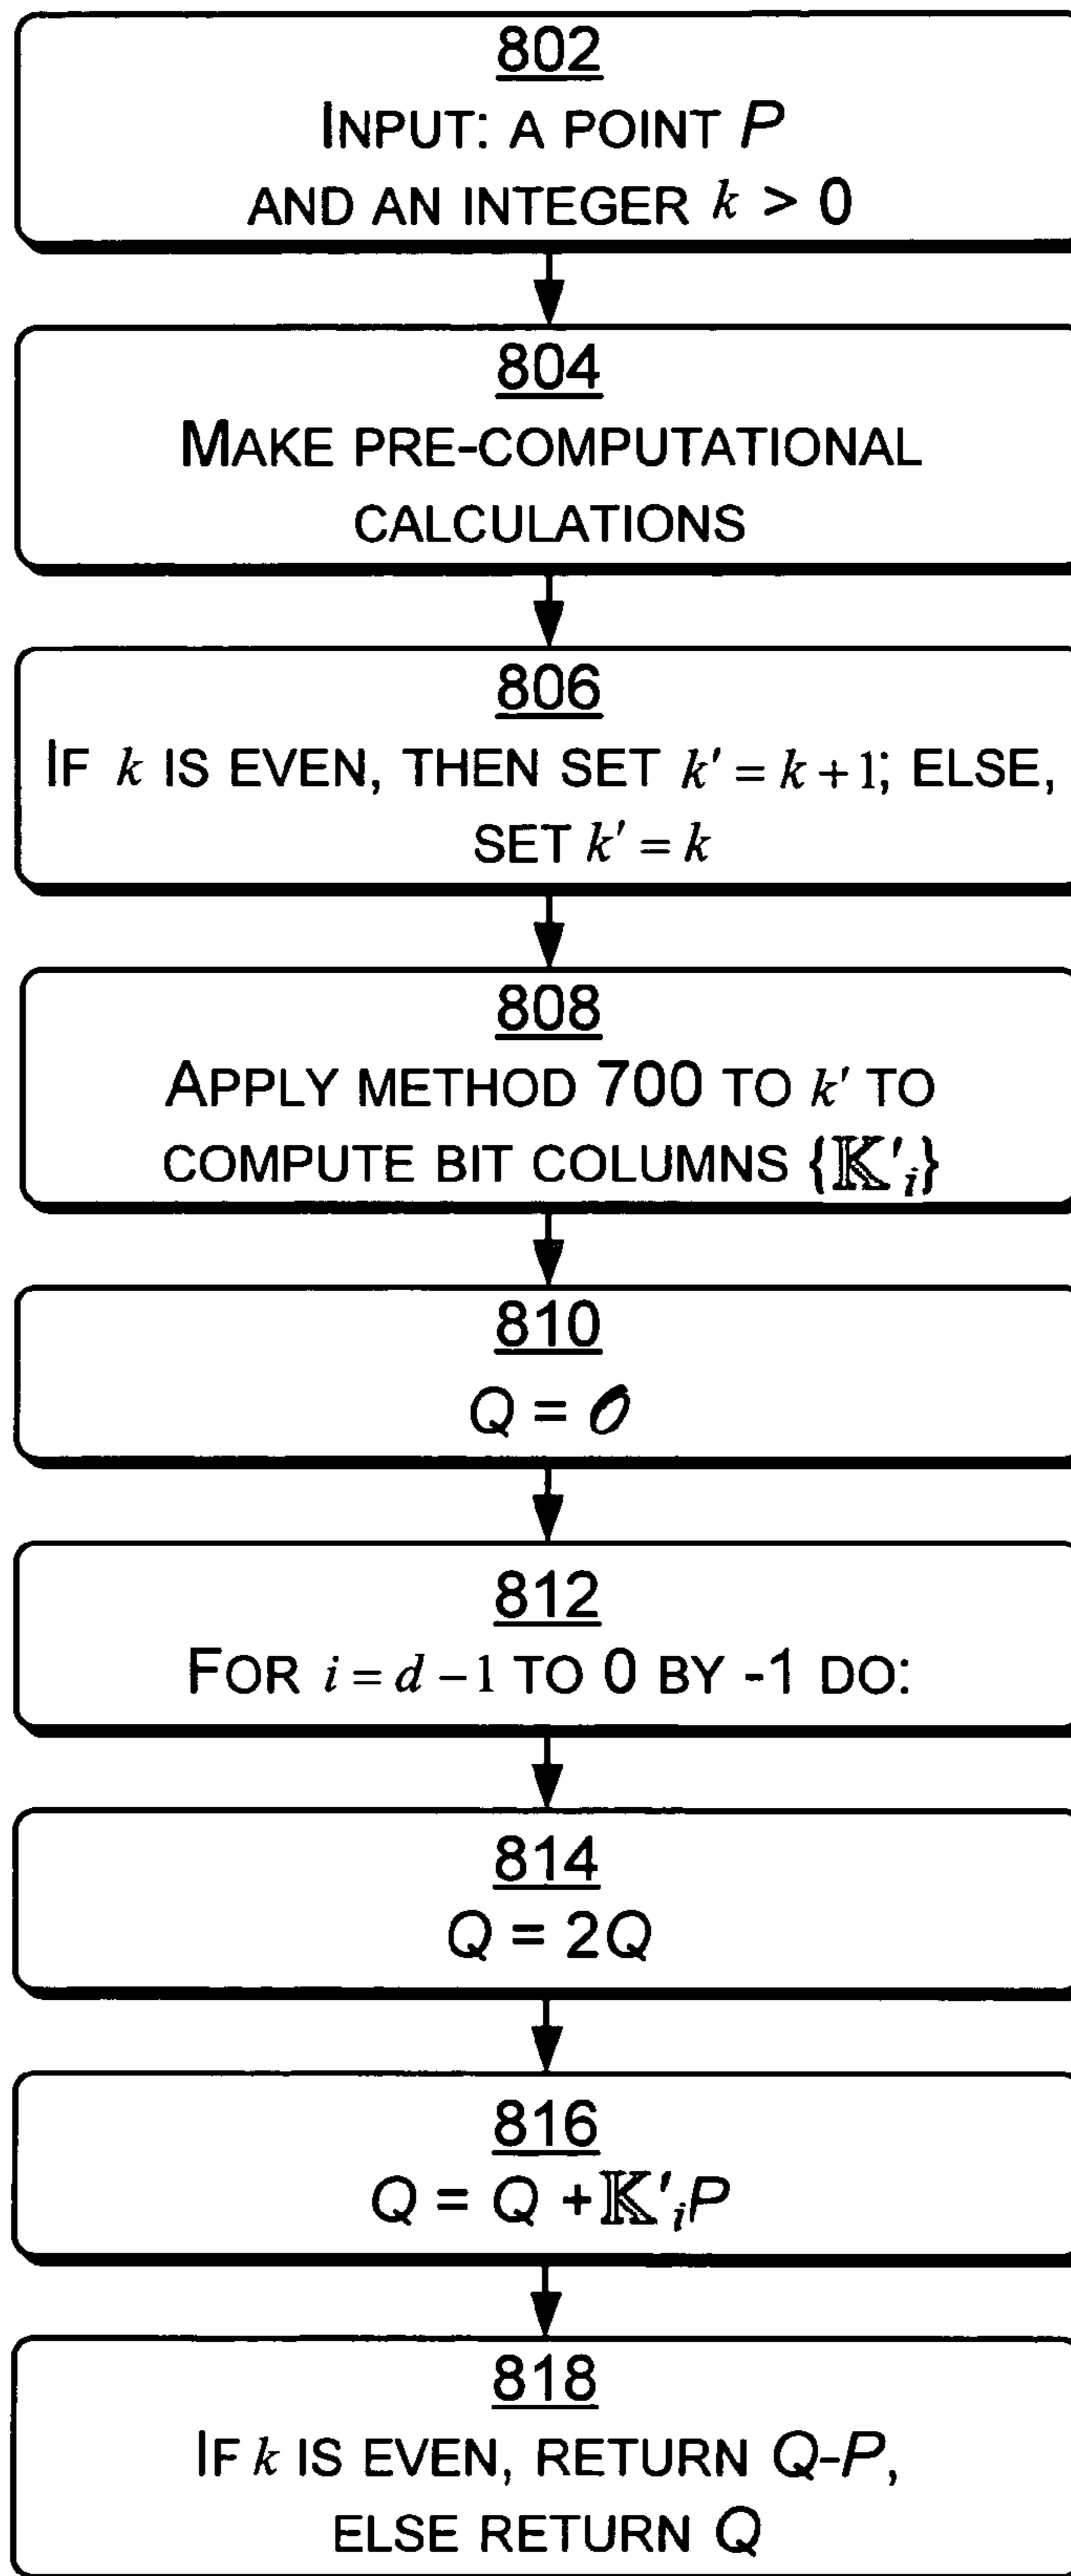 802
INPUT: A POINT P
AND AN INTEGER k > 0
804
MAKE PRE-COMPUTATIONAL
CALCULATIONS
806
IF k IS EVEN, THEN SET k′ = k + 1; ELSE,
SET k′ = k
808
APPLY METHOD 700 TO k′ TO
COMPUTE BIT COLUMNS {𝕂′ᵢ}
810
Q = 𝒪
812
FOR i = d − 1 TO 0 BY -1 DO:
814
Q = 2Q
816
Q = Q + 𝕂′ᵢP
818
IF k IS EVEN, RETURN Q-P,
ELSE RETURN Q